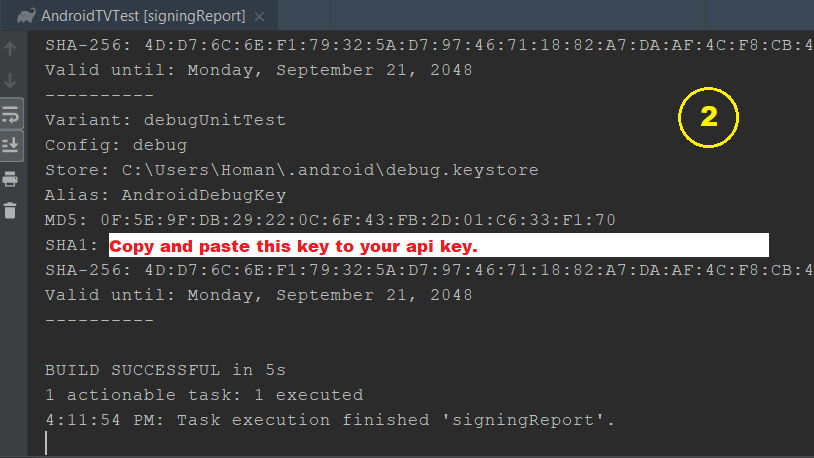 AndroidTVTest [signingReport]
SHA-256: 4D:D7:6C:6E:F1:79:32:5A:D7:97:46:71:18:82:A7:DA:AF:4C:F8:CB:4
Valid until: Monday, September 21, 2048
----------
2
Variant: debugUnitTest
Config: debug
Store: C:\Users\Homan\.android\debug.keystore
Alias: AndroidDebugKey
MD5: 0F:5E:9F:DB:29:22:0C:6F:43:FB:2D:01:C6:33:F1:70
SHA1: Copy and paste this key to your api key.
SHA-256: 4D:D7:6C:6E:F1:79:32:5A:D7:97:46:71:18:82:A7:DA:AF:4C:F8:CB:4
Valid until: Monday, September 21, 2048
----------
BUILD SUCCESSFUL in 5s
1 actionable task: 1 executed
4:11:54 PM: Task execution finished 'signingReport'.